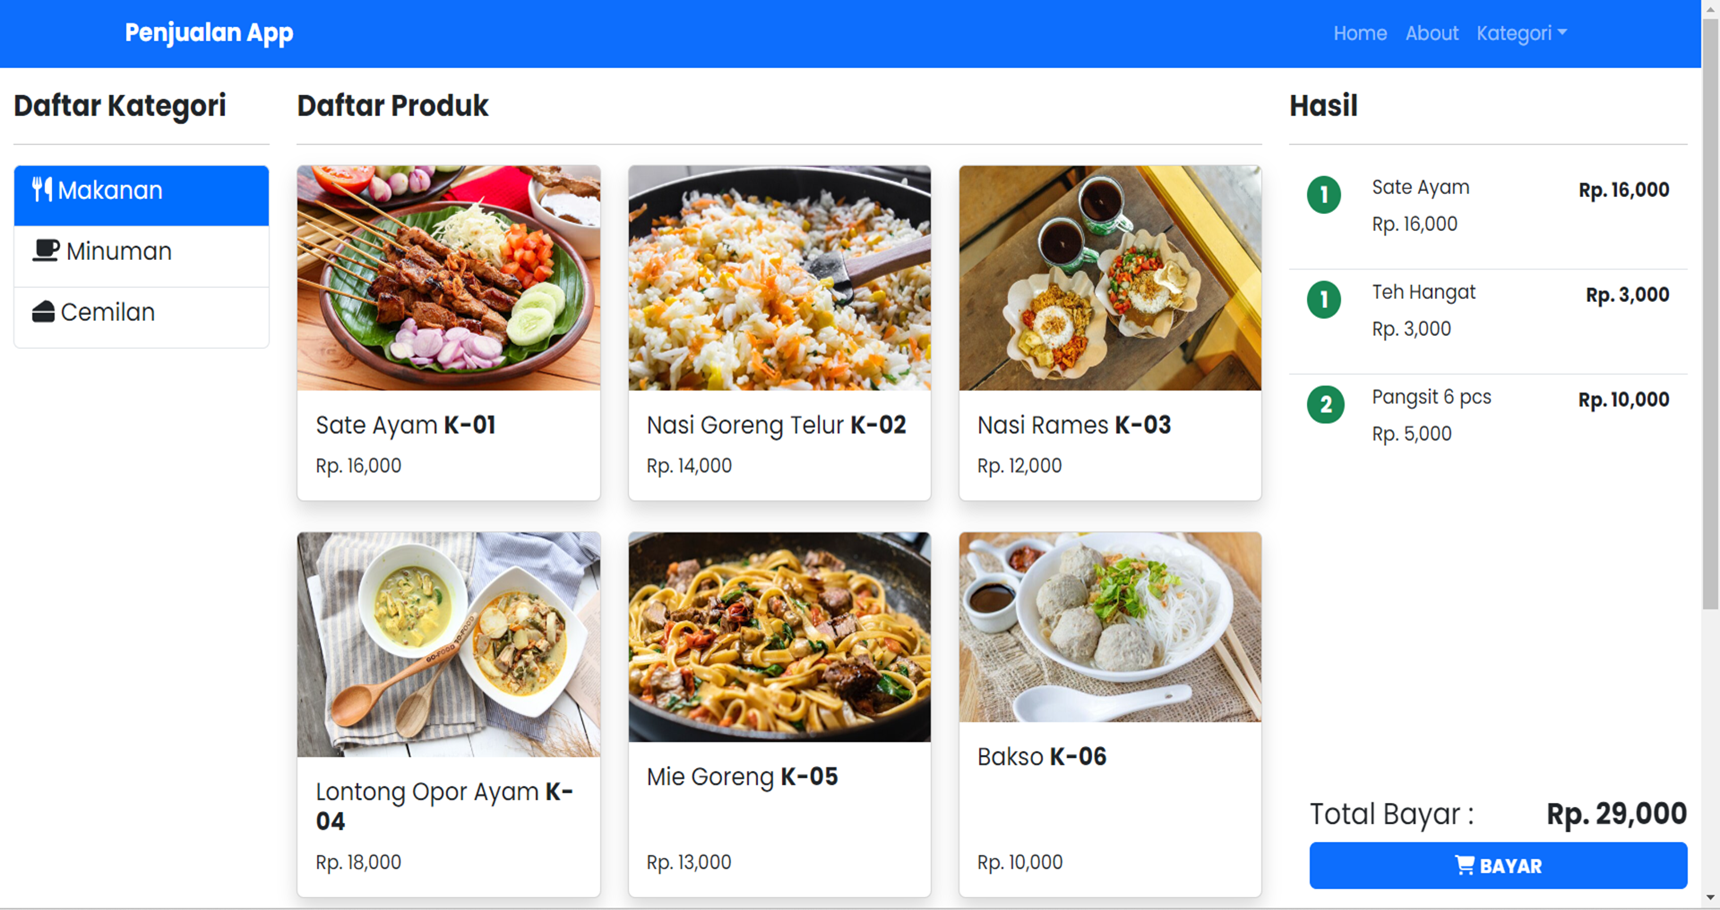 Penjualan App
Home About Kategori
Daftar Kategori
Makanan
Minuman
Cemilan
Daftar Produk
Sate Ayam K-01
Rp. 16,000
Nasi Goreng Telur K-02
Rp. 14,000
Nasi Rames K-03
Rp. 12,000
Lontong Opor Ayam K-
04
Rp. 18,000
GO-FOOD GO-FOOD
Mie Goreng K-05
Rp. 13,000
Bakso K-06
Rp. 10,000
Hasil
1 Sate Ayam Rp. 16,000
Rp. 16,000
1 Teh Hangat Rp. 3,000
Rp. 3,000
2 Pangsit 6 pcs Rp. 10,000
Rp. 5,000
Total Bayar : Rp. 29,000
BAYAR